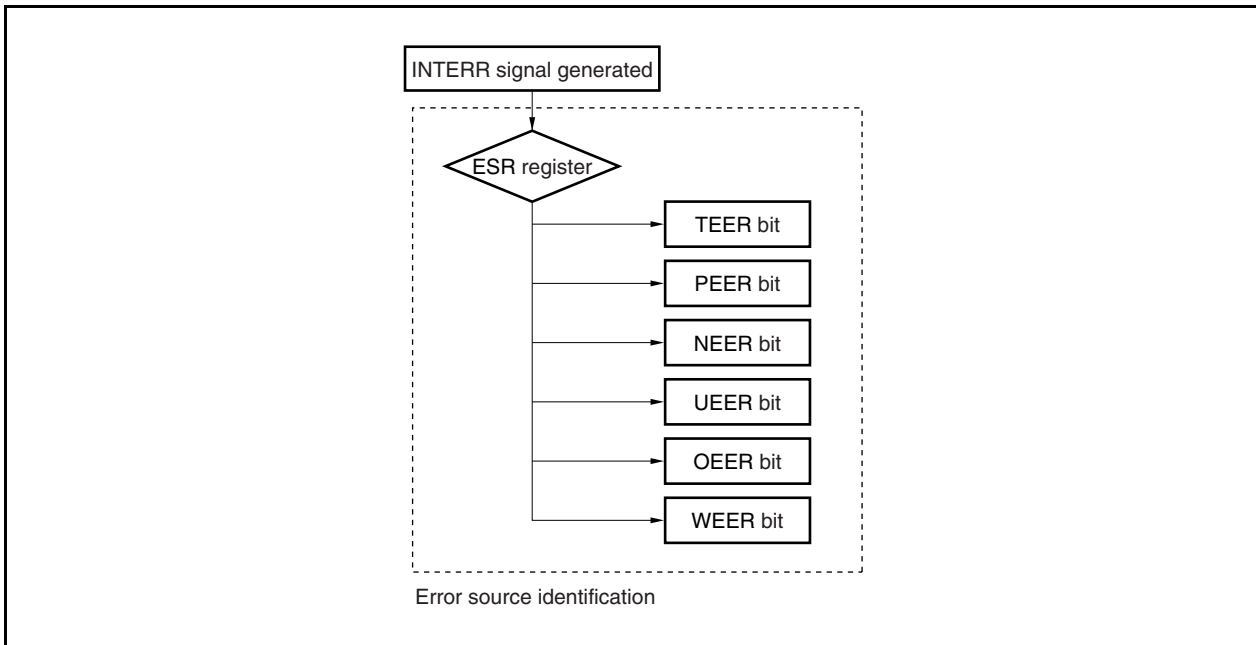 INTERR signal generated
ESR register
TEER bit
PEER bit
NEER bit
UEER bit
OEER bit
WEER bit
Error source identification